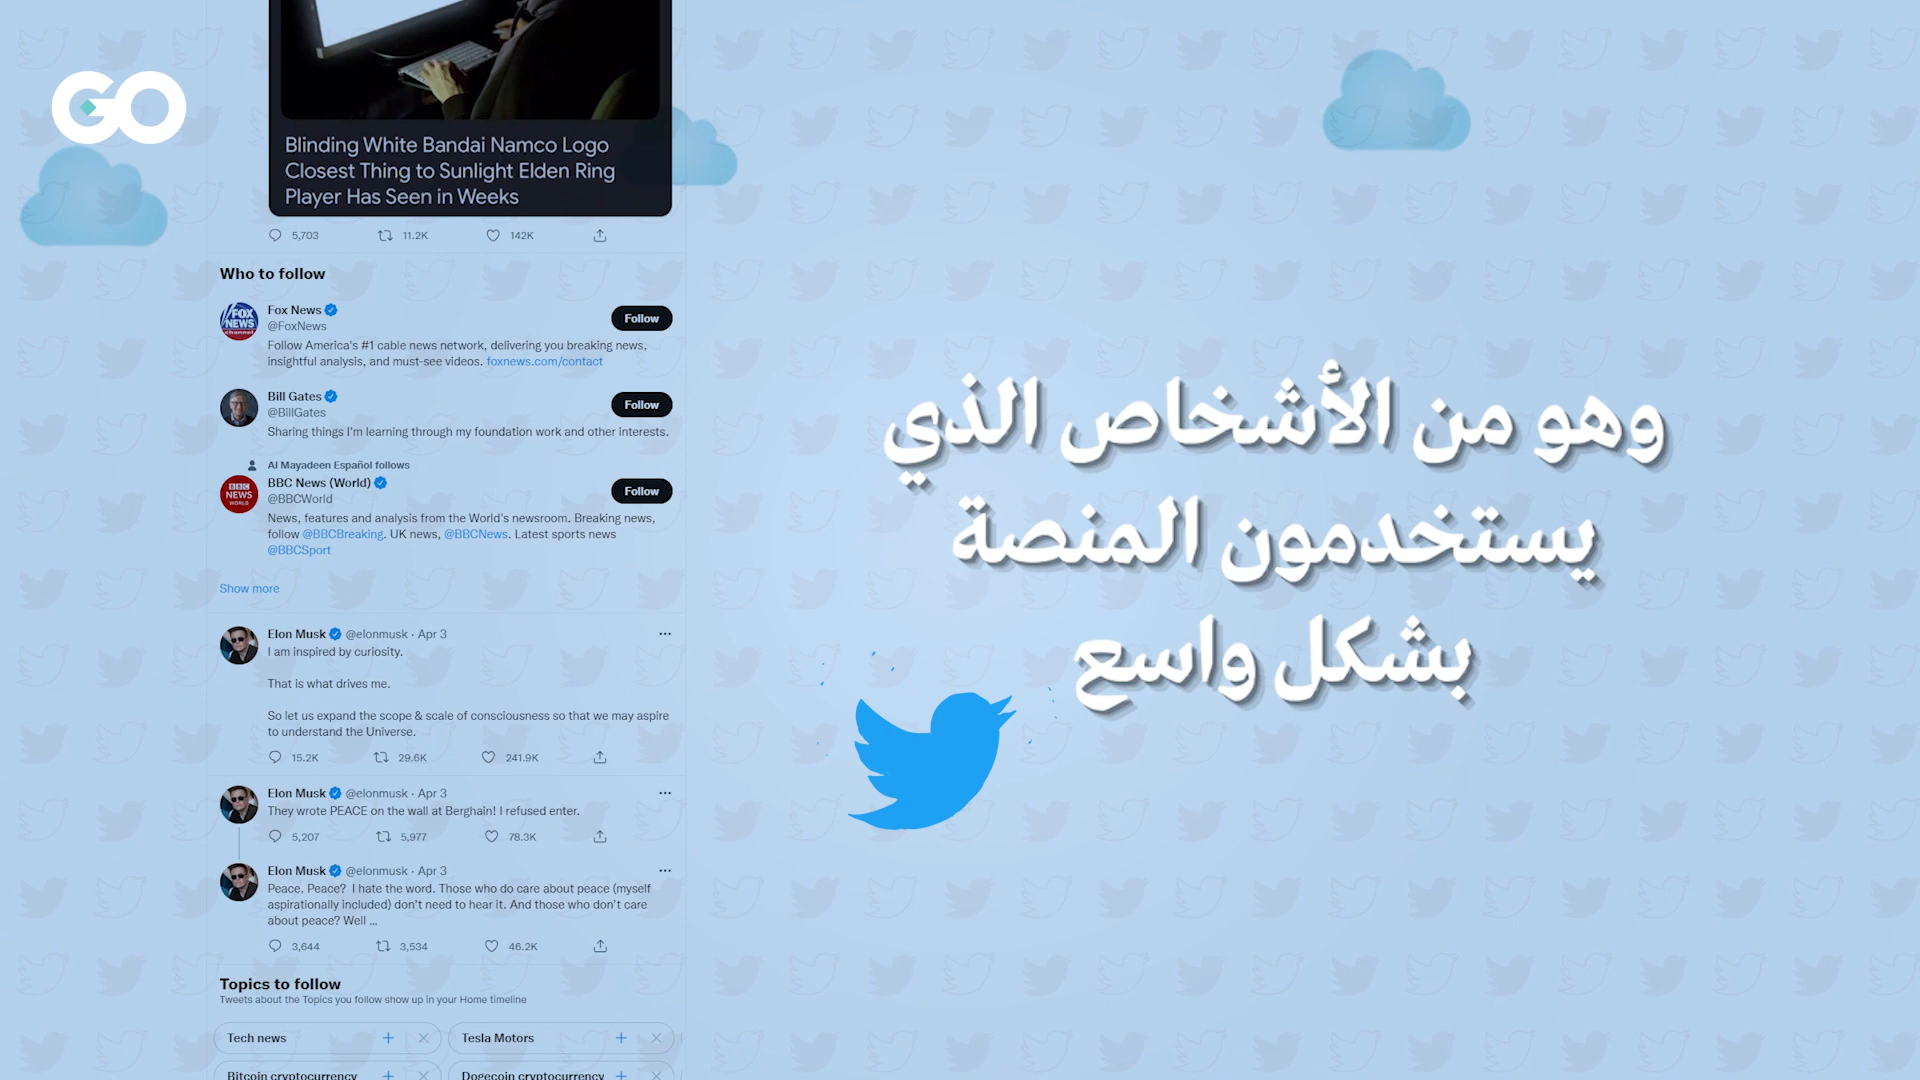 GO
Blinding White Bandai Namco Logo
Closest Thing to Sunlight Elden Ring
Player Has Seen in Weeks
5,703 11.2K 142K
Who to follow
Fox News
@FoxNews
Follow
Follow America's #1 cable news network, delivering you breaking news,
insightful analysis, and must-see videos. foxnews.com/contact
FOX
NEWS
channel
Bill Gates
@BillGates
Follow
Sharing things I'm learning through my foundation work and other interests.
Al Mayadeen Español follows
BBC News (World)
@BBCWorld
Follow
News, features and analysis from the World's newsroom. Breaking news,
follow @BBCBreaking. UK news, @BBCNews. Latest sports news
@BBCSport
BBC
NEWS
WORLD
Show more
Elon Musk @elonmusk · Apr 3
I am inspired by curiosity.
That is what drives me.
So let us expand the scope & scale of consciousness so that we may aspire
to understand the Universe.
15.2K 29.6K 241.9K
Elon Musk @elonmusk · Apr 3
They wrote PEACE on the wall at Berghain! I refused enter.
5,207 5,977 78.3K
Elon Musk @elonmusk · Apr 3
Peace. Peace? I hate the word. Those who do care about peace (myself
aspirationally included) don't need to hear it. And those who don't care
about peace? Well ...
3,644 3,534 46.2K
Topics to follow
Tweets about the Topics you follow show up in your Home timeline
Tech news Tesla Motors
Bitcoin cryptocurrency Dogecoin cryptocurrency
وهو من الأشخاص الذي
يستخدمون المنصة
بشكل واسع